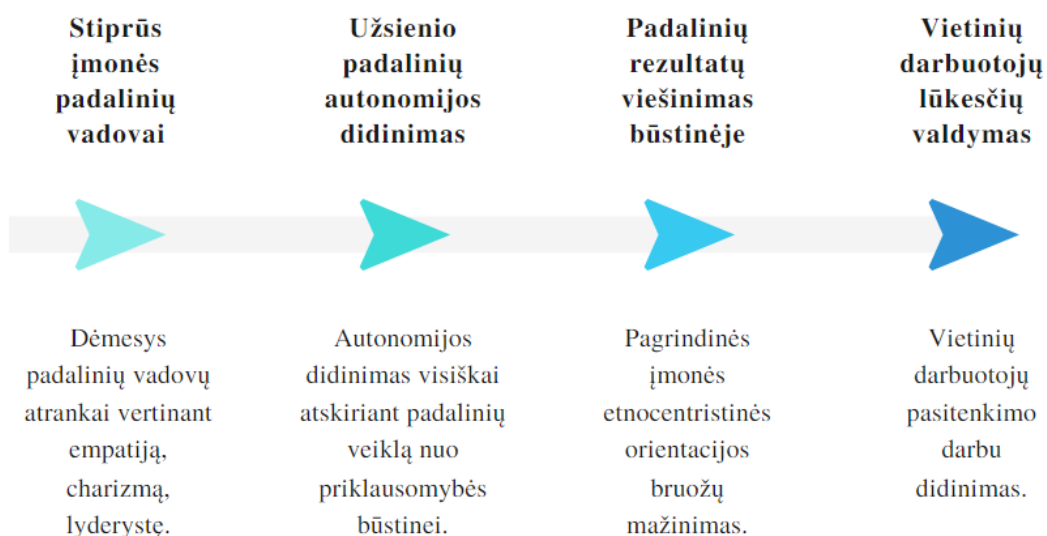 Stiprūs
įmonės
padalinių
vadovai
Užsienio
padalinių
autonomijos
didinimas
Padalinių
rezultatų
viešinimas
būstinėje
Vietinių
darbuotojų
lūkesčių
valdymas
Dėmesys
padalinių vadovų
atrankai vertinant
empatiją,
charizmą,
lyderystę.
Autonomijos
didinimas visiškai
atskiriant padalinių
veiklą nuo
priklausomybės
būstinei.
Pagrindinės
įmonės
etnocentristinės
orientacijos
bruožų
mažinimas.
Vietinių
darbuotojų
pasitenkimo
darbu
didinimas.